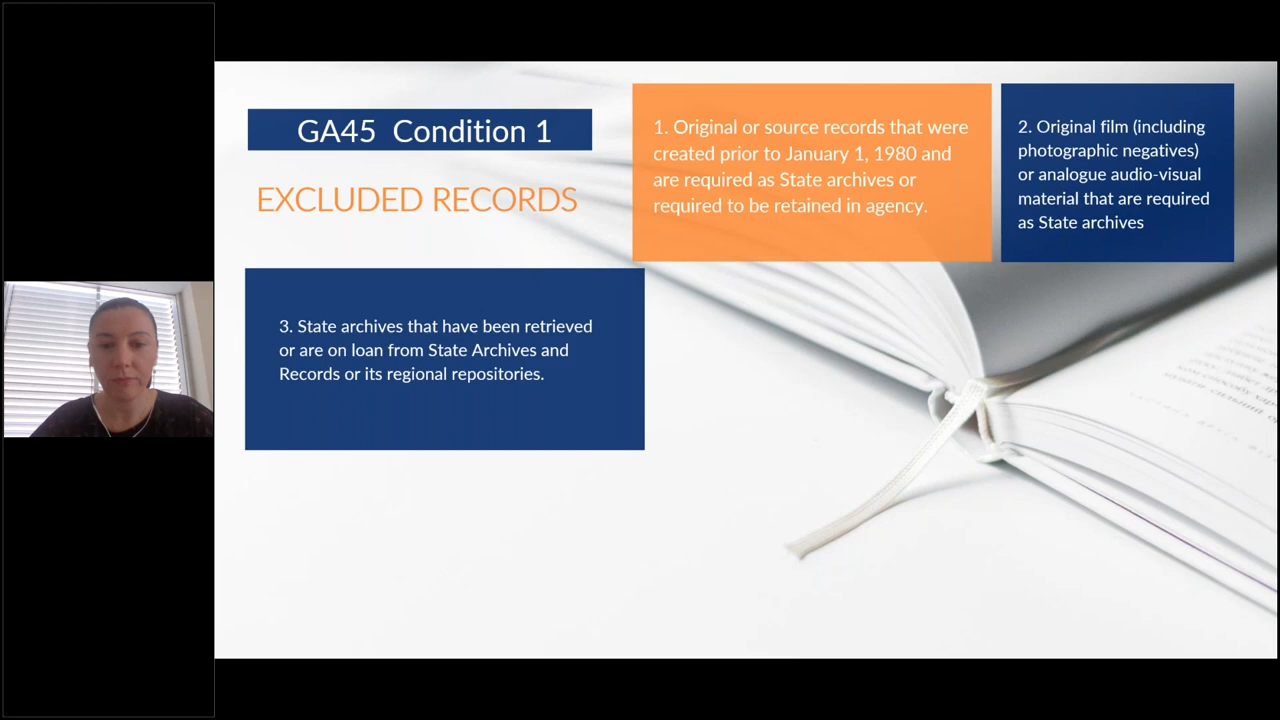 GA45 Condition 1
EXCLUDED RECORDS
1. Original or source records that were
created prior to January 1, 1980 and
are required as State archives or
required to be retained in agency.
2. Original film (including
photographic negatives)
or analogue audio-visual
material that are required
as State archives
3. State archives that have been retrieved
or are on loan from State Archives and
Records or its regional repositories.